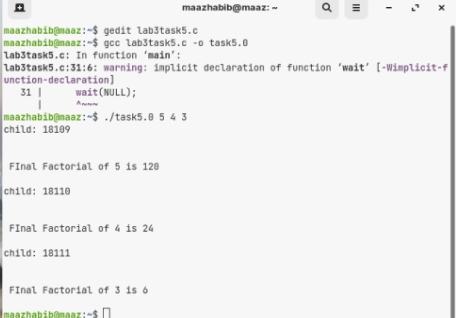 maazhabib@maaz: ~
maazhabib@maaz:~$ gedit lab3task5.c
maazhabib@maaz:~$ gcc lab3task5.c -o task5.0
lab3task5.c: In function ‘main’:
lab3task5.c:31:6: warning: implicit declaration of function ‘wait’ [-Wimplicit-f
unction-declaration]
31 | wait(NULL);
| ^~~~
maazhabib@maaz:~$ ./task5.0 5 4 3
child: 18109
FInal Factorial of 5 is 120
child: 18110
FInal Factorial of 4 is 24
child: 18111
FInal Factorial of 3 is 6
maazhabib@maaz:~$